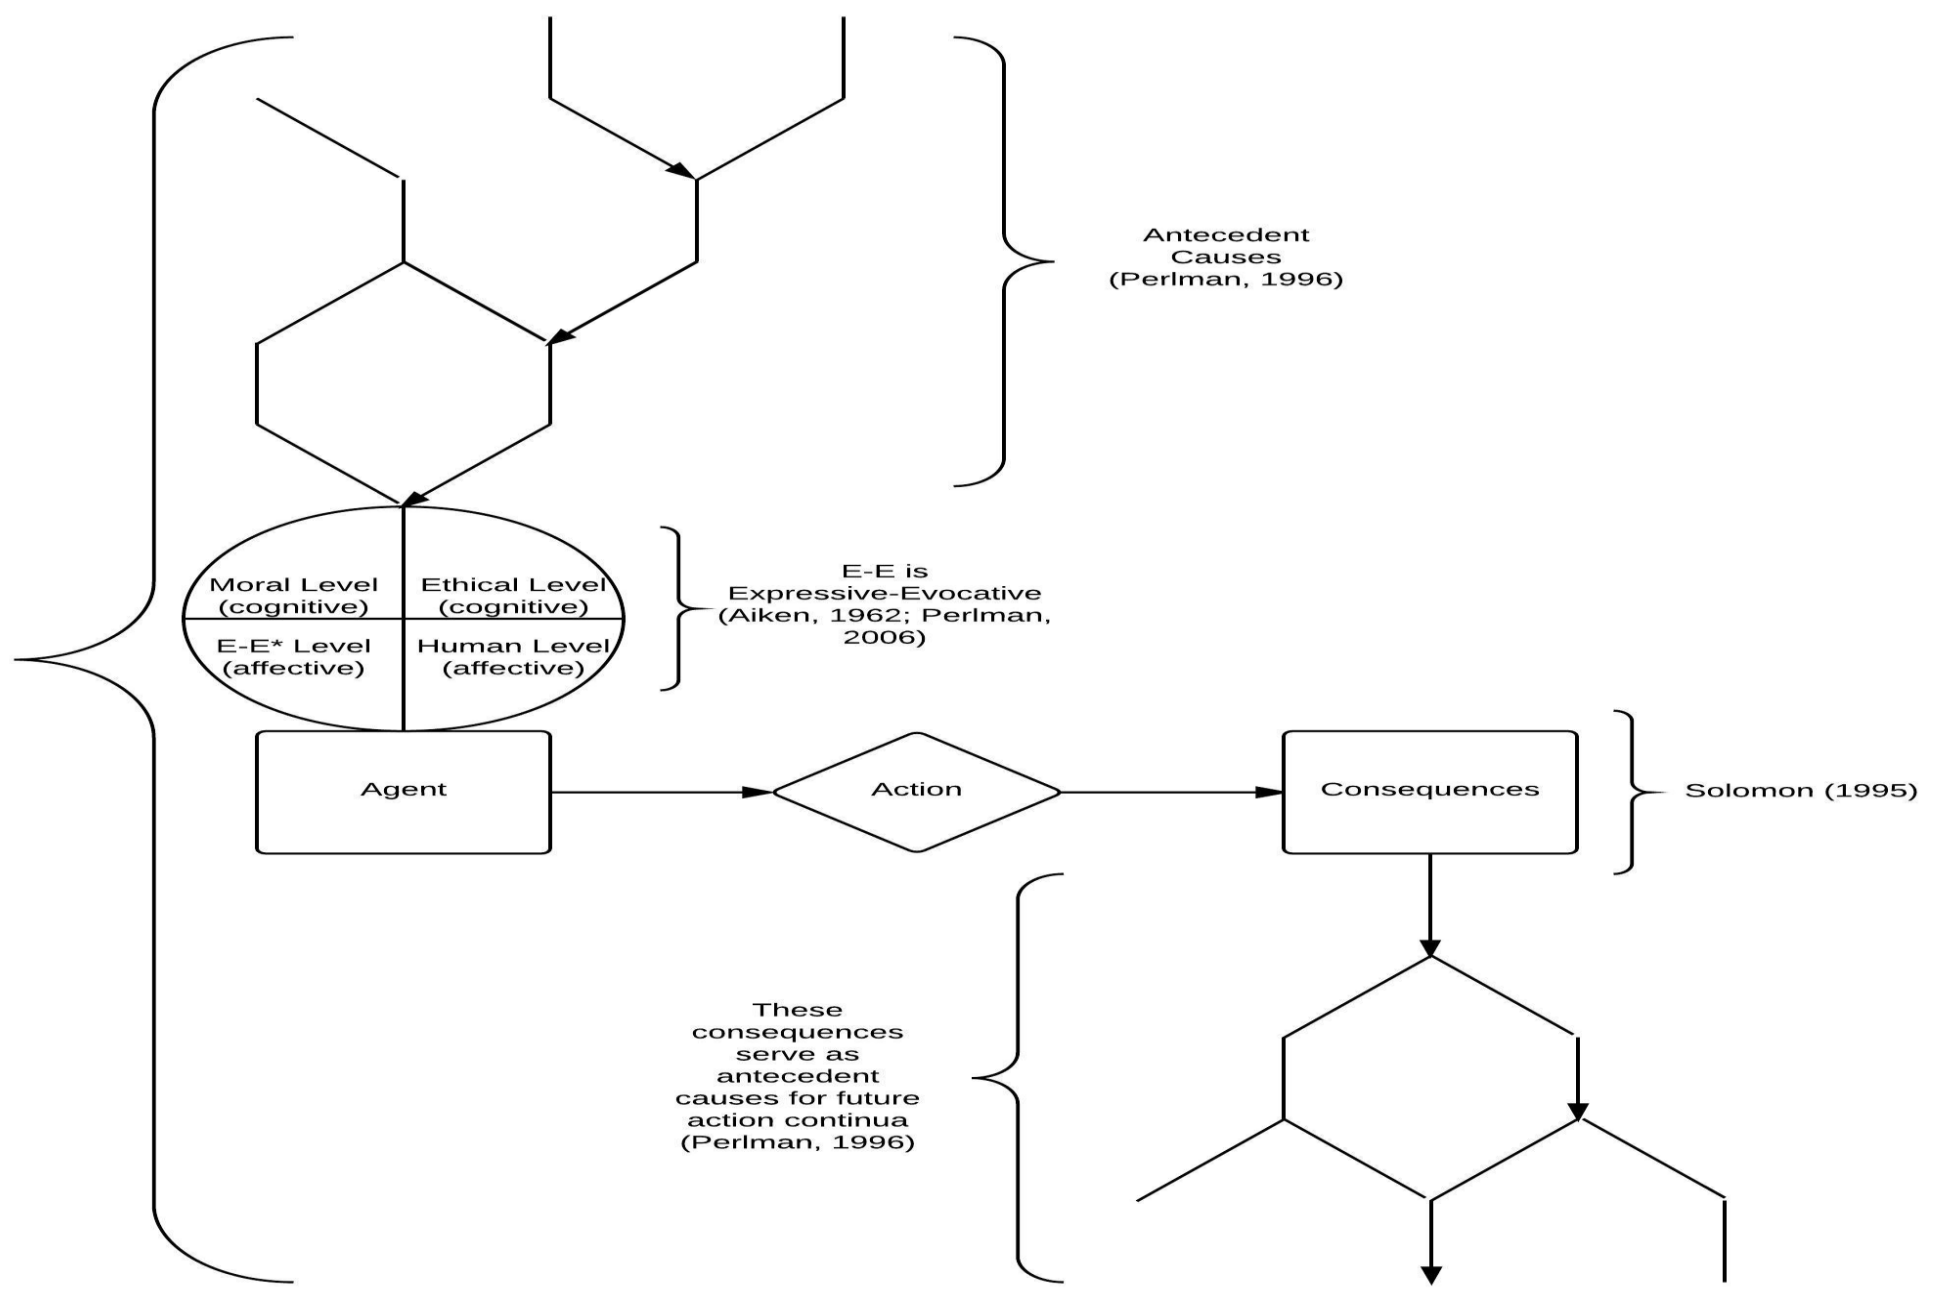 Antecedent
Causes
(Perlman, 1996)
Moral Level
(cognitive)
Ethical Level
(cognitive)
E-E* Level
(affective)
Human Level
(affective)
E-E is
Expressive-Evocative
(Aiken, 1962; Perlman,
2006)
Agent
Action
Consequences
Solomon (1995)
These
consequences
serve as
antecedent
causes for future
action continua
(Perlman, 1996)